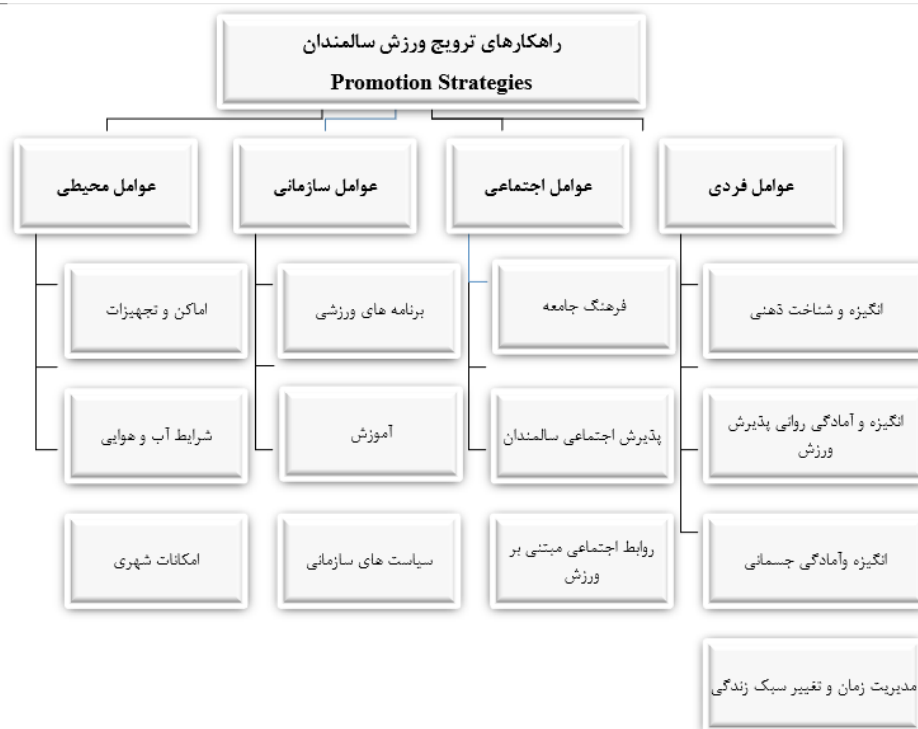 راهکارهای ترویج ورزش سالمندان
Promotion Strategies
عوامل فردی
عوامل اجتماعی
عوامل سازمانی
عوامل محیطی
انگیزه و شناخت ذهنی
فرهنگ جامعه
برنامه های ورزشی
اماکن و تجهیزات
انگیزه و آمادگی روانی پذیرش
ورزش
پذیرش اجتماعی سالمندان
آموزش
شرایط آب و هوایی
انگیزه وآمادگی جسمانی
روابط اجتماعی مبتنی بر
ورزش
سیاست های سازمانی
امکانات شهری
مدیریت زمان و تغییر سبک زندگی